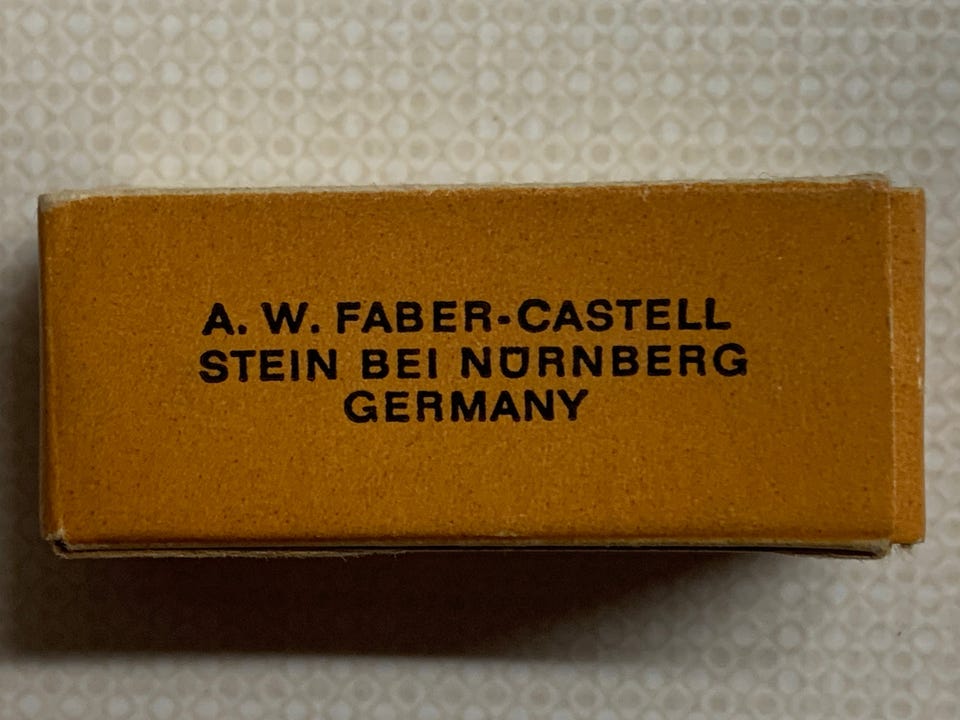 A. W. FABER-CASTELL
STEIN BEI NÜRNBERG
GERMANY